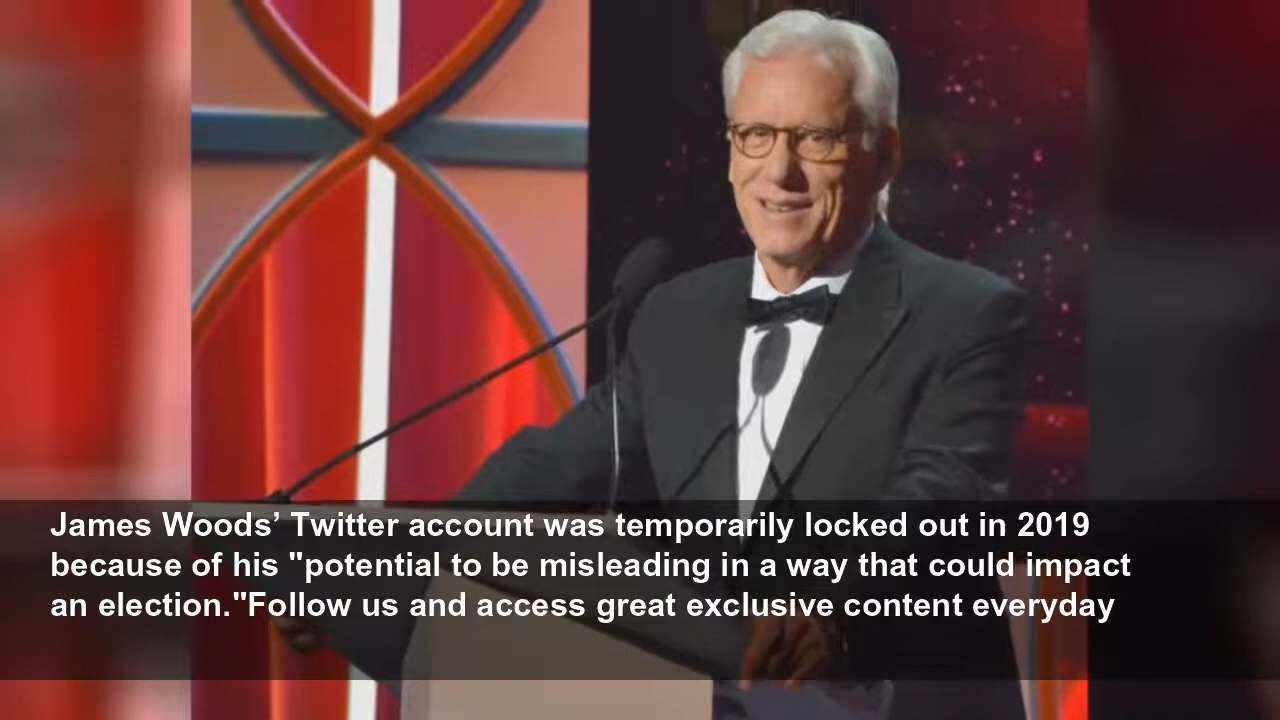 James Woods’ Twitter account was temporarily locked out in 2019
because of his "potential to be misleading in a way that could impact
an election."Follow us and access great exclusive content everyday